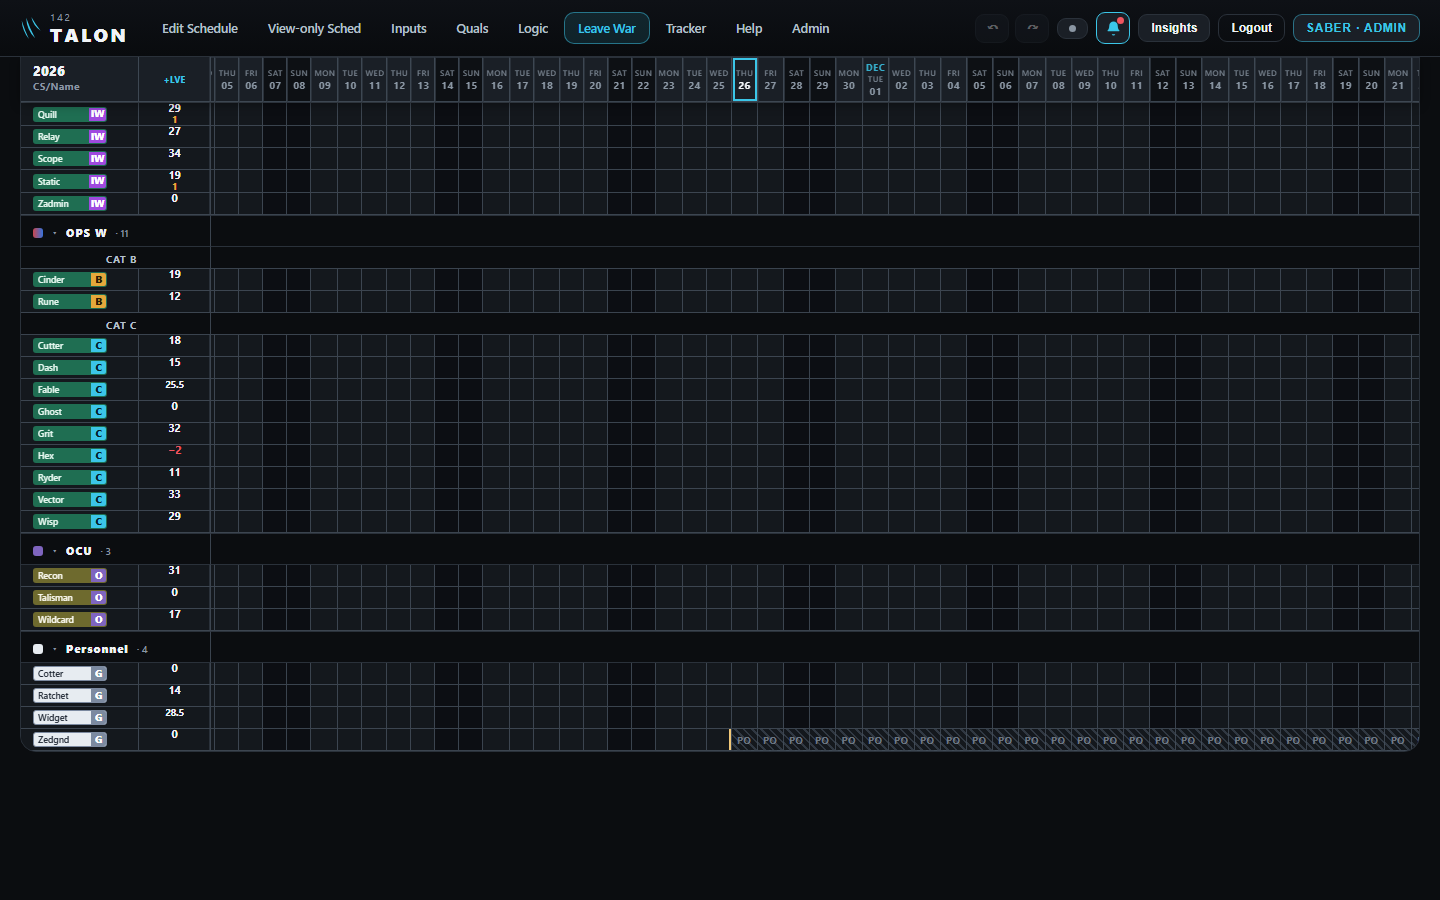 142
TALON
Edit Schedule View-only Sched Inputs Quals Logic Leave War Tracker Help Admin Insights Logout SABER · ADMIN
2026
CS/Name
+LVE
THU 05 FRI 06 SAT 07 SUN 08 MON 09 TUE 10 WED 11 THU 12 FRI 13 SAT 14 SUN 15 MON 16 TUE 17 WED 18 THU 19 FRI 20 SAT 21 SUN 22 MON 23 TUE 24 WED 25 THU 26 FRI 27 SAT 28 SUN 29 MON 30 DEC TUE 01 WED 02 THU 03 FRI 04 SAT 05 SUN 06 MON 07 TUE 08 WED 09 THU 10 FRI 11 SAT 12 SUN 13 MON 14 TUE 15 WED 16 THU 17 FRI 18 SAT 19 SUN 20 MON 21
Quill IW 29 1
Relay IW 27
Scope IW 34
Static IW 19 1
Zadmin IW 0
OPS W · 11
CAT B
Cinder B 19
Rune B 12
CAT C
Cutter C 18
Dash C 15
Fable C 25.5
Ghost C 0
Grit C 32
Hex C −2
Ryder C 11
Vector C 33
Wisp C 29
OCU · 3
Recon O 31
Talisman O 0
Wildcard O 17
Personnel · 4
Cotter G 0
Ratchet G 14
Widget G 28.5
Zedgnd G 0 PO PO PO PO PO PO PO PO PO PO PO PO PO PO PO PO PO PO PO PO PO PO PO PO PO PO